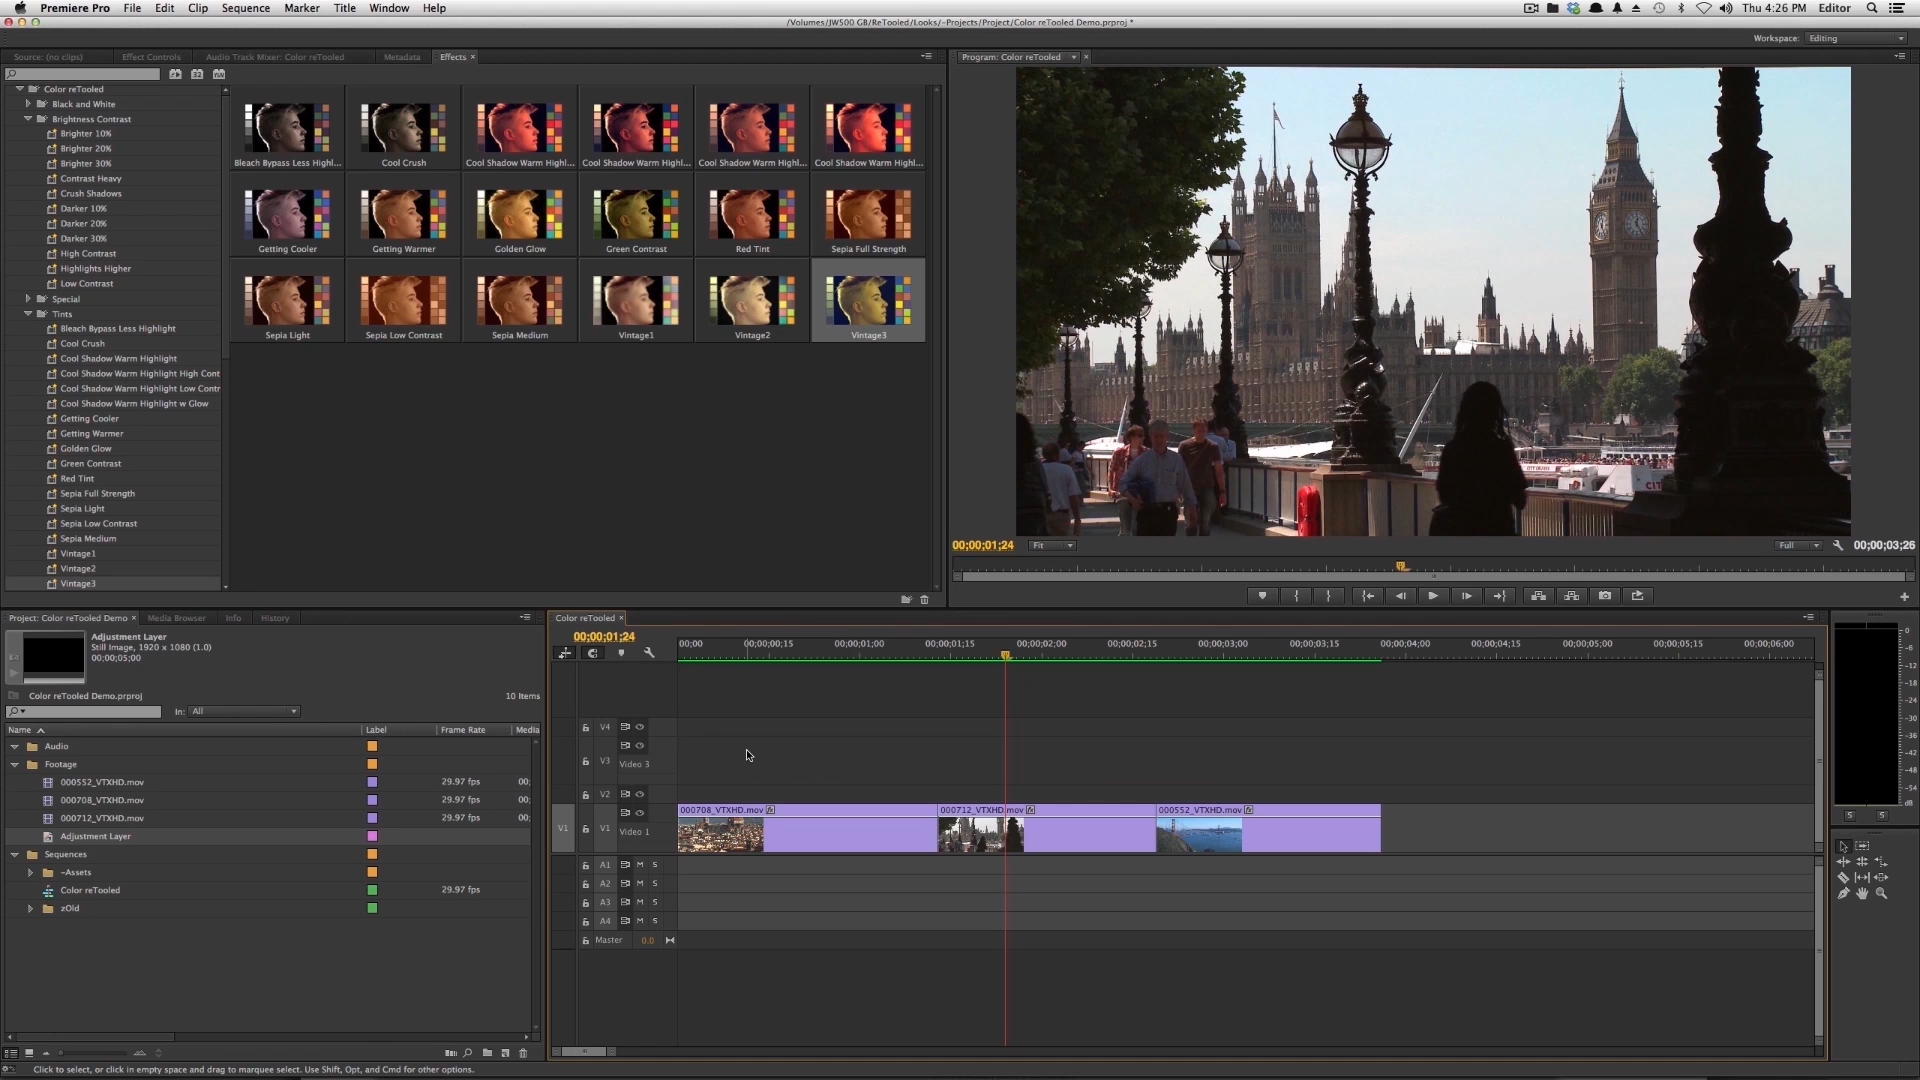 Premiere Pro File Edit Clip Sequence Marker Title Window Help
Thu 4:26 PM Editor
/Volumes/JW500 GB/ReTooled/Looks/~Projects/Project/Color reTooled Demo.prproj *
Workspace: Editing
Source: (no clips) Effect Controls Audio Track Mixer: Color reTooled Metadata Effects ×
Color reTooled
Black and White
Brightness Contrast
Brighter 10%
Brighter 20%
Brighter 30%
Contrast Heavy
Crush Shadows
Darker 10%
Darker 20%
Darker 30%
High Contrast
Highlights Higher
Low Contrast
Special
Tints
Bleach Bypass Less Highlight
Cool Crush
Cool Shadow Warm Highlight
Cool Shadow Warm Highlight High Cont
Cool Shadow Warm Highlight Low Contr
Cool Shadow Warm Highlight w Glow
Getting Cooler
Getting Warmer
Golden Glow
Green Contrast
Red Tint
Sepia Full Strength
Sepia Light
Sepia Low Contrast
Sepia Medium
Vintage1
Vintage2
Vintage3
Bleach Bypass Less Highl... Cool Crush Cool Shadow Warm Highl... Cool Shadow Warm Highl... Cool Shadow Warm Highl... Cool Shadow Warm Highl...
Getting Cooler Getting Warmer Golden Glow Green Contrast Red Tint Sepia Full Strength
Sepia Light Sepia Low Contrast Sepia Medium Vintage1 Vintage2 Vintage3
Program: Color reTooled ×
CITY CRUISES
CIT
00;00;01;24 Fit Full 00;00;03;26
Project: Color reTooled Demo × Media Browser Info History
Adjustment Layer
Still Image, 1920 x 1080 (1.0)
00;00;05;00
Color reTooled Demo.prproj 10 Items
In: All
Name Label Frame Rate Media
Audio
Footage
000552_VTXHD.mov 29.97 fps 00;
000708_VTXHD.mov 29.97 fps 00;
000712_VTXHD.mov 29.97 fps 00;
Adjustment Layer
Sequences
~Assets
Color reTooled 29.97 fps
zOld
Color reTooled ×
00;00;01;24
00;00 00;00;00;15 00;00;01;00 00;00;01;15 00;00;02;00 00;00;02;15 00;00;03;00 00;00;03;15 00;00;04;00 00;00;04;15 00;00;05;00 00;00;05;15 00;00;06;00
V4
V3 Video 3
V2
V1 V1 Video 1
000708_VTXHD.mov 000712_VTXHD.mov 000552_VTXHD.mov
A1 M S
A2 M S
A3 M S
A4 M S
Master 0.0
0
-6
-12
-18
-24
-30
-36
-42
-48
-54
dB
S S
Click to select, or click in empty space and drag to marquee select. Use Shift, Opt, and Cmd for other options.